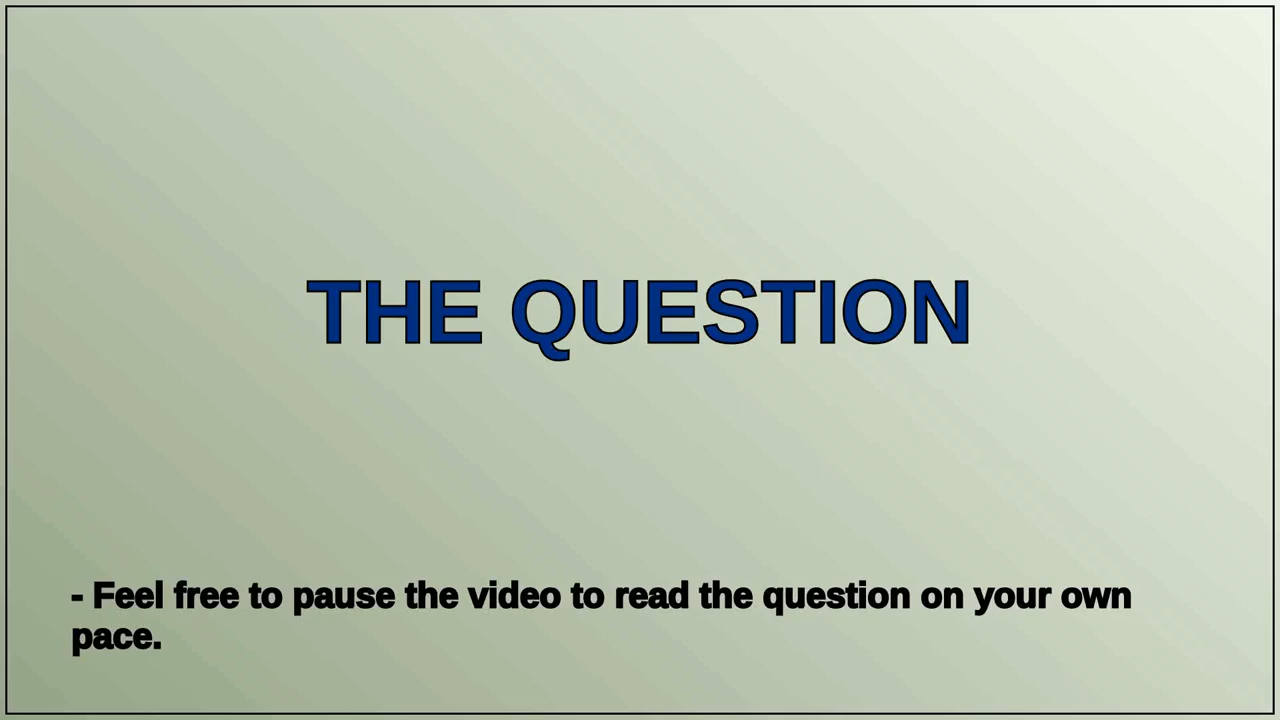 THE QUESTION
- Feel free to pause the video to read the question on your own
pace.